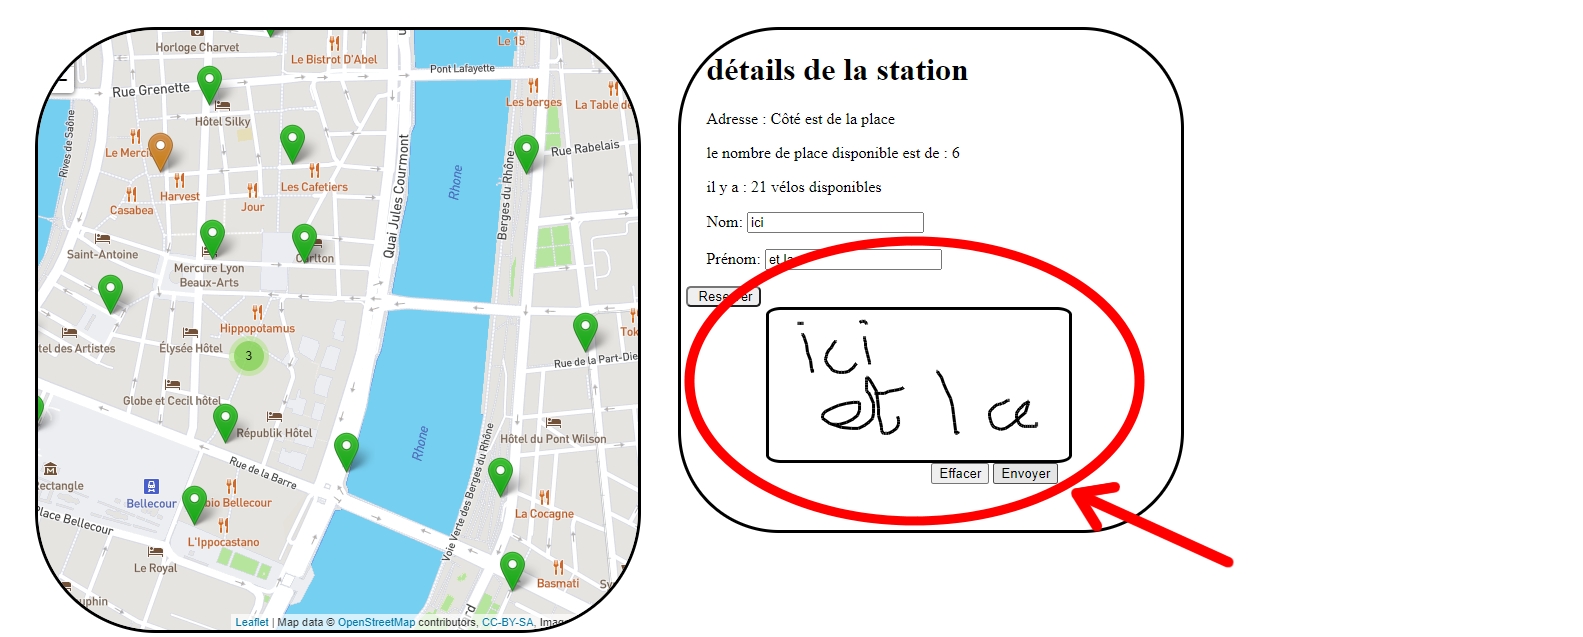 Horloge Charvet
Le Bistrot D'Abel
Le 15
Pont Lafayette
Rue Grenette
Les berges
La Table de
Hôtel Silky
Rives de Saône
Le Merci
Rue Rabelais
Harvest
Les Cafetiers
Casabea
Jour
Quai Jules Courmont
Rhone
Berges du Rhône
Saint-Antoine
Mercure Lyon
Beaux-Arts
Carlton
Hippopotamus
tel des Artistes
Élysée Hôtel
3
Tok
Rue de la Part-Die
Globe et Cecil hôtel
Républik Hôtel
Rhone
Hôtel du Pont Wilson
Rue de la Barre
ectangle
Bellecour
bio Bellecour
La Cocagne
Place Bellecour
L'Ippocastano
Voie Verte des Berges du Rhône
Le Royal
Basmati
Sy
uphin
rd
Leaflet | Map data © OpenStreetMap contributors, CC-BY-SA, Imag
détails de la station
Adresse : Côté est de la place
le nombre de place disponible est de : 6
il y a : 21 vélos disponibles
Nom: ici
Prénom: et la
Reserver
ici
et la
Effacer Envoyer